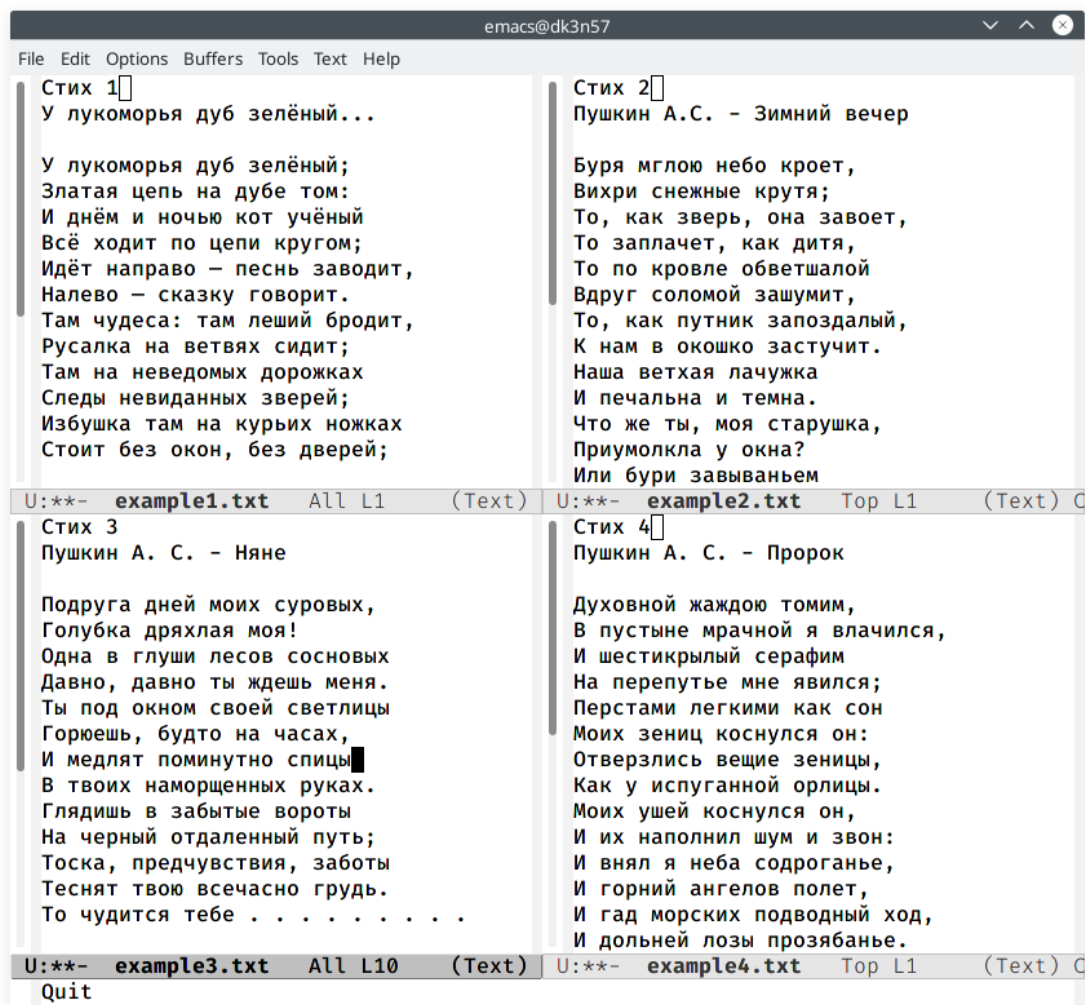 emacs@dk3n57
File Edit Options Buffers Tools Text Help
Стих 1
У лукоморья дуб зелёный...

У лукоморья дуб зелёный;
Златая цепь на дубе том:
И днём и ночью кот учёный
Всё ходит по цепи кругом;
Идёт направо — песнь заводит,
Налево — сказку говорит.
Там чудеса: там леший бродит,
Русалка на ветвях сидит;
Там на неведомых дорожках
Следы невиданных зверей;
Избушка там на курьих ножках
Стоит без окон, без дверей;
U:**-  example1.txt   All L1     (Text)
Стих 2
Пушкин А.С. - Зимний вечер

Буря мглою небо кроет,
Вихри снежные крутя;
То, как зверь, она завоет,
То заплачет, как дитя,
То по кровле обветшалой
Вдруг соломой зашумит,
То, как путник запоздалый,
К нам в окошко застучит.
Наша ветхая лачужка
И печальна и темна.
Что же ты, моя старушка,
Приумолкла у окна?
Или бури завываньем
U:**-  example2.txt   Top L1     (Text)
Стих 3
Пушкин А. С. - Няне

Подруга дней моих суровых,
Голубка дряхлая моя!
Одна в глуши лесов сосновых
Давно, давно ты ждешь меня.
Ты под окном своей светлицы
Горюешь, будто на часах,
И медлят поминутно спицы
В твоих наморщенных руках.
Глядишь в забытые вороты
На черный отдаленный путь;
Тоска, предчувствия, заботы
Теснят твою всечасно грудь.
То чудится тебе . . . . . . . . .
U:**-  example3.txt   All L10    (Text)
Стих 4
Пушкин А. С. - Пророк

Духовной жаждою томим,
В пустыне мрачной я влачился,
И шестикрылый серафим
На перепутье мне явился;
Перстами легкими как сон
Моих зениц коснулся он:
Отверзлись вещие зеницы,
Как у испуганной орлицы.
Моих ушей коснулся он,
И их наполнил шум и звон:
И внял я неба содроганье,
И горний ангелов полет,
И гад морских подводный ход,
И дольней лозы прозябанье.
U:**-  example4.txt   Top L1     (Text)
Quit